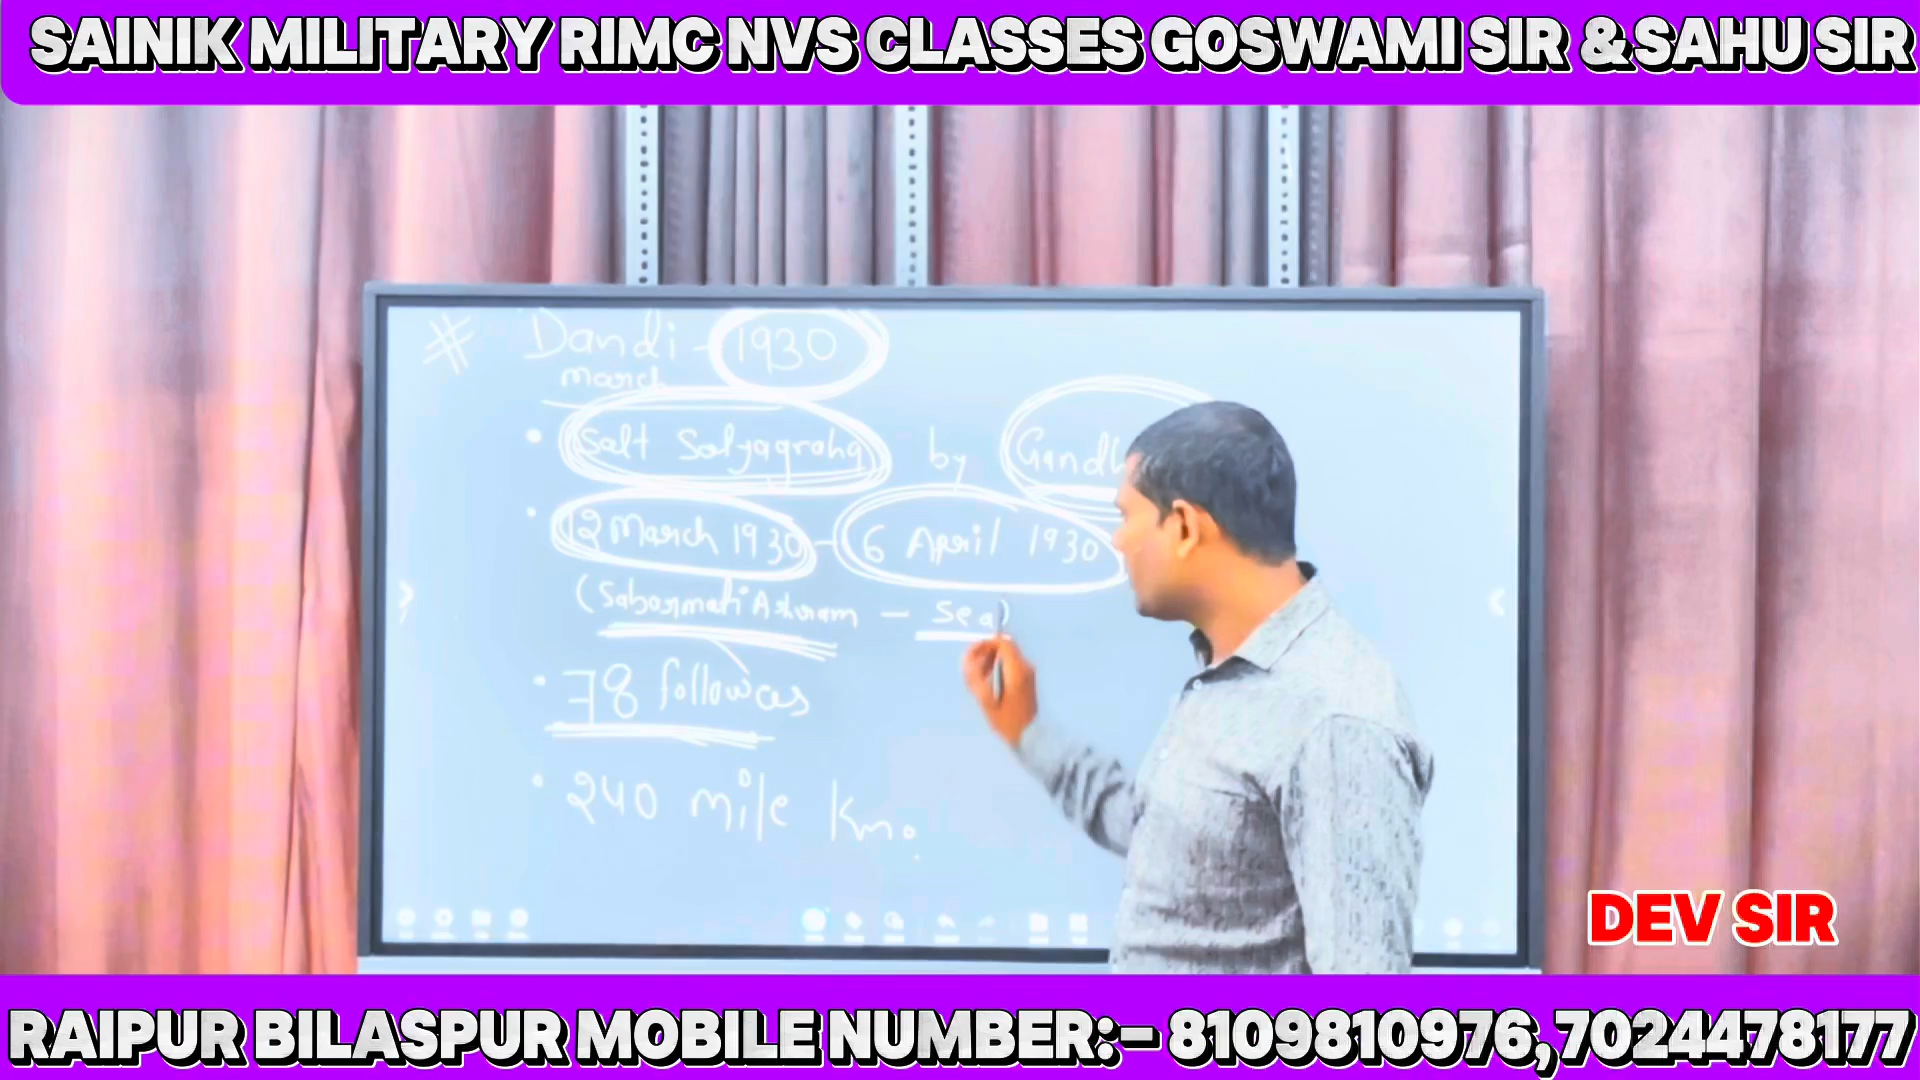 SAINIK MILITARY RIMC NVS CLASSES GOSWAMI SIR & SAHU SIR
# Dandi - 1930
march
• Salt Satyagraha by Gandh
• 12 March 1930 - 6 April 1930
(Sabarmati Ashram - Sea)
• 78 followers
• 240 mile Km.
DEV SIR
RAIPUR BILASPUR MOBILE NUMBER:- 8109810976,7024478177